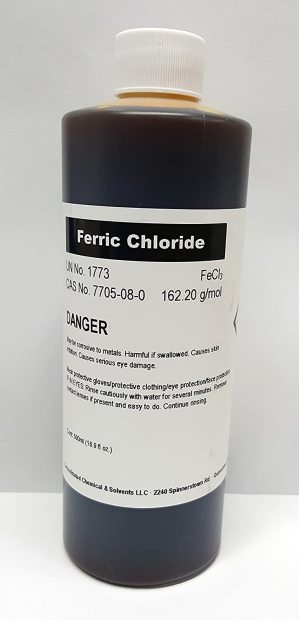 Ferric Chloride
UN No. 1773 FeCl₃
CAS No. 7705-08-0 162.20 g/mol
DANGER
May be corrosive to metals. Harmful if swallowed. Causes skin
irritation. Causes serious eye damage.
Wear protective gloves/protective clothing/eye protection/face protection.
IF IN EYES: Rinse cautiously with water for several minutes. Remove
contact lenses if present and easy to do. Continue rinsing.
Cont. 500ml (16.9 fl oz.)
Chemical & Solvents LLC · 2240 Spinnerstown Rd.